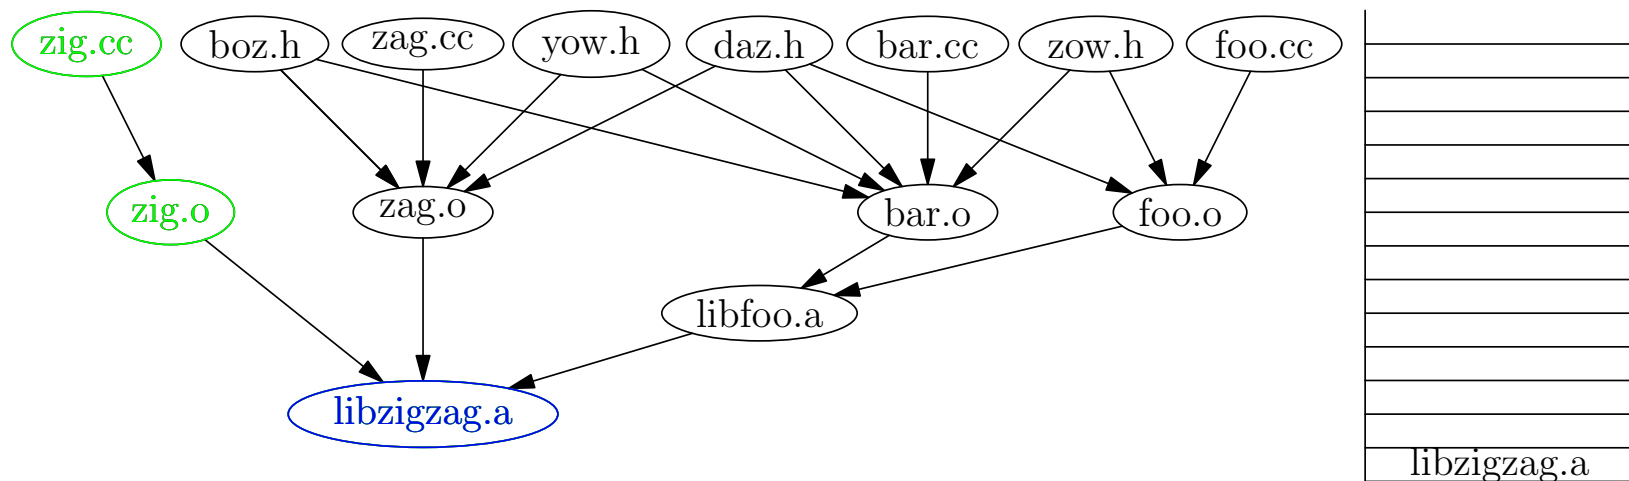 zig.cc boz.h zag.cc yow.h daz.h bar.cc zow.h foo.cc
zig.o zag.o bar.o foo.o
libfoo.a
libzigzag.a
libzigzag.a